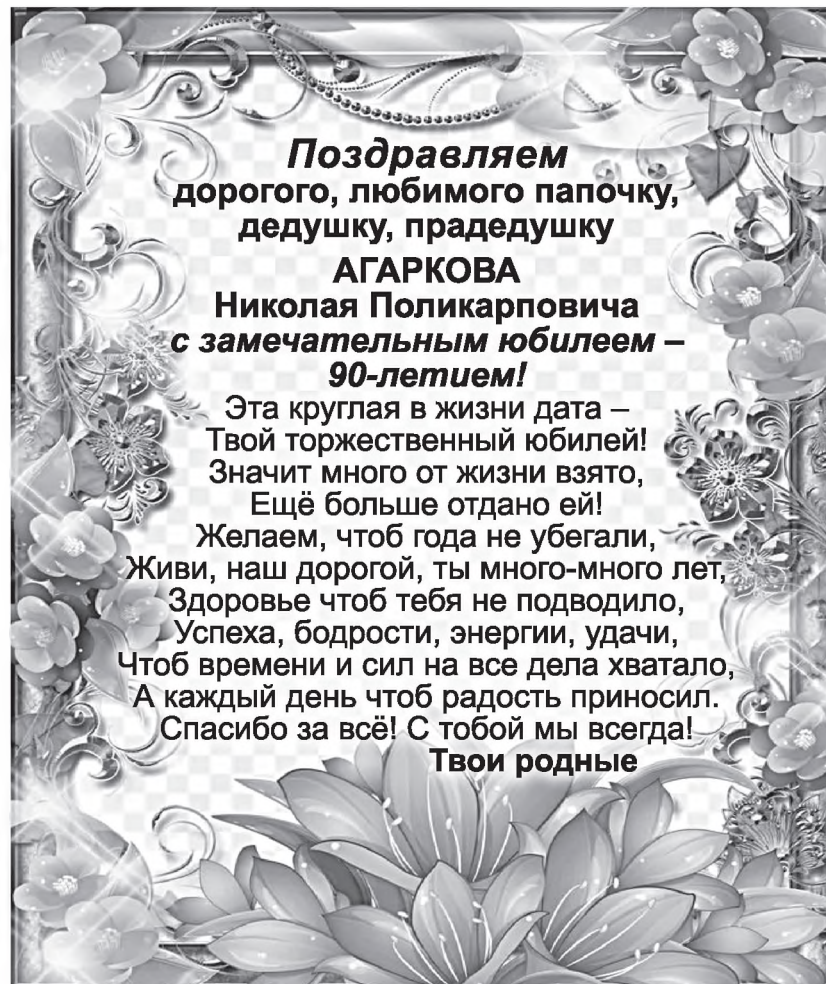 Поздравляем
дорогого, любимого папочку,
дедушку, прадедушку
АГАРКОВА
Николая Поликарповича
с замечательным юбилеем –
90-летием!
Эта круглая в жизни дата –
Твой торжественный юбилей!
Значит много от жизни взято,
Ещё больше отдано ей!
Желаем, чтоб года не убегали,
Живи, наш дорогой, ты много-много лет,
Здоровье чтоб тебя не подводило,
Успеха, бодрости, энергии, удачи,
Чтоб времени и сил на все дела хватало,
А каждый день чтоб радость приносил.
Спасибо за всё! С тобой мы всегда!
Твои родные